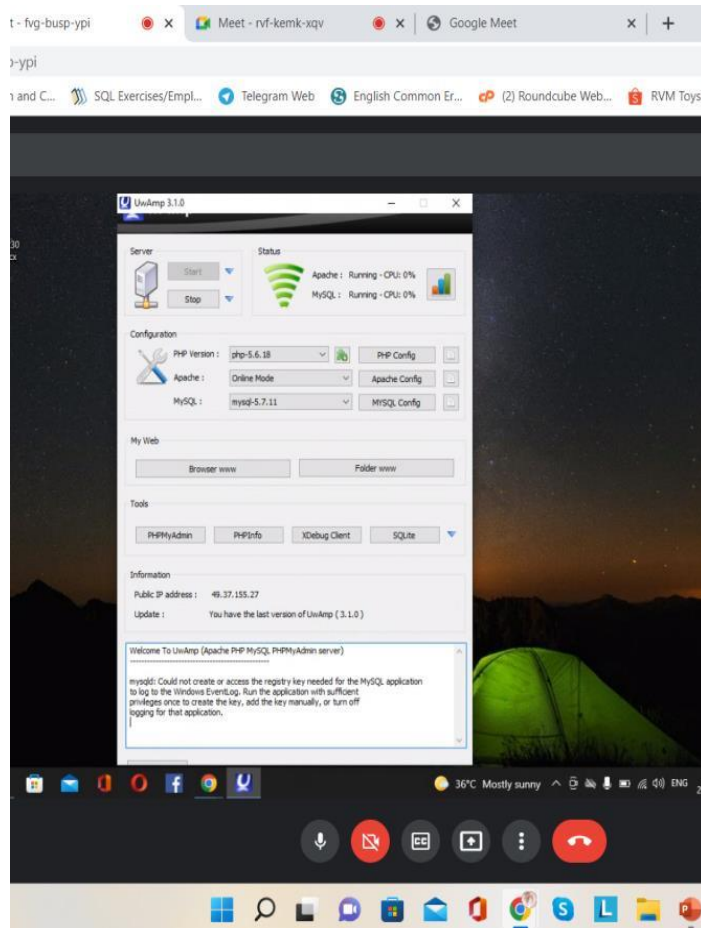 t - fvg-busp-ypi
Meet - rvf-kemk-xqv
Google Meet
o-ypi
n and C...
SQL Exercises/Empl...
Telegram Web
English Common Er...
(2) Roundcube Web...
RVM Toys
30
cx
UwAmp 3.1.0
Server
Start
Stop
Status
Apache : Running - CPU: 0%
MySQL : Running - CPU: 0%
Configuration
PHP Version : php-5.6.18 PHP Config ...
Apache : Online Mode Apache Config ...
MySQL : mysql-5.7.11 MYSQL Config
My Web
Browser www
Folder www
Tools
PHPMyAdmin
PHPInfo
XDebug Client
SQLite
Information
Public IP address : 49.37.155.27
Update : You have the last version of UwAmp ( 3.1.0 )
Welcome To UwAmp (Apache PHP MySQL PHPMyAdmin server)
mysqld: Could not create or access the registry key needed for the MySQL application
to log to the Windows EventLog. Run the application with sufficient
privileges once to create the key, add the key manually, or turn off
logging for that application.
36°C Mostly sunny
ENG